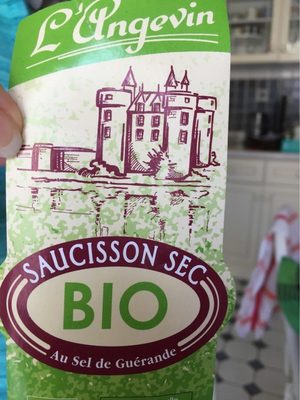 L'Angevin
SAUCISSON SEC
BIO
Au Sel de Guérande